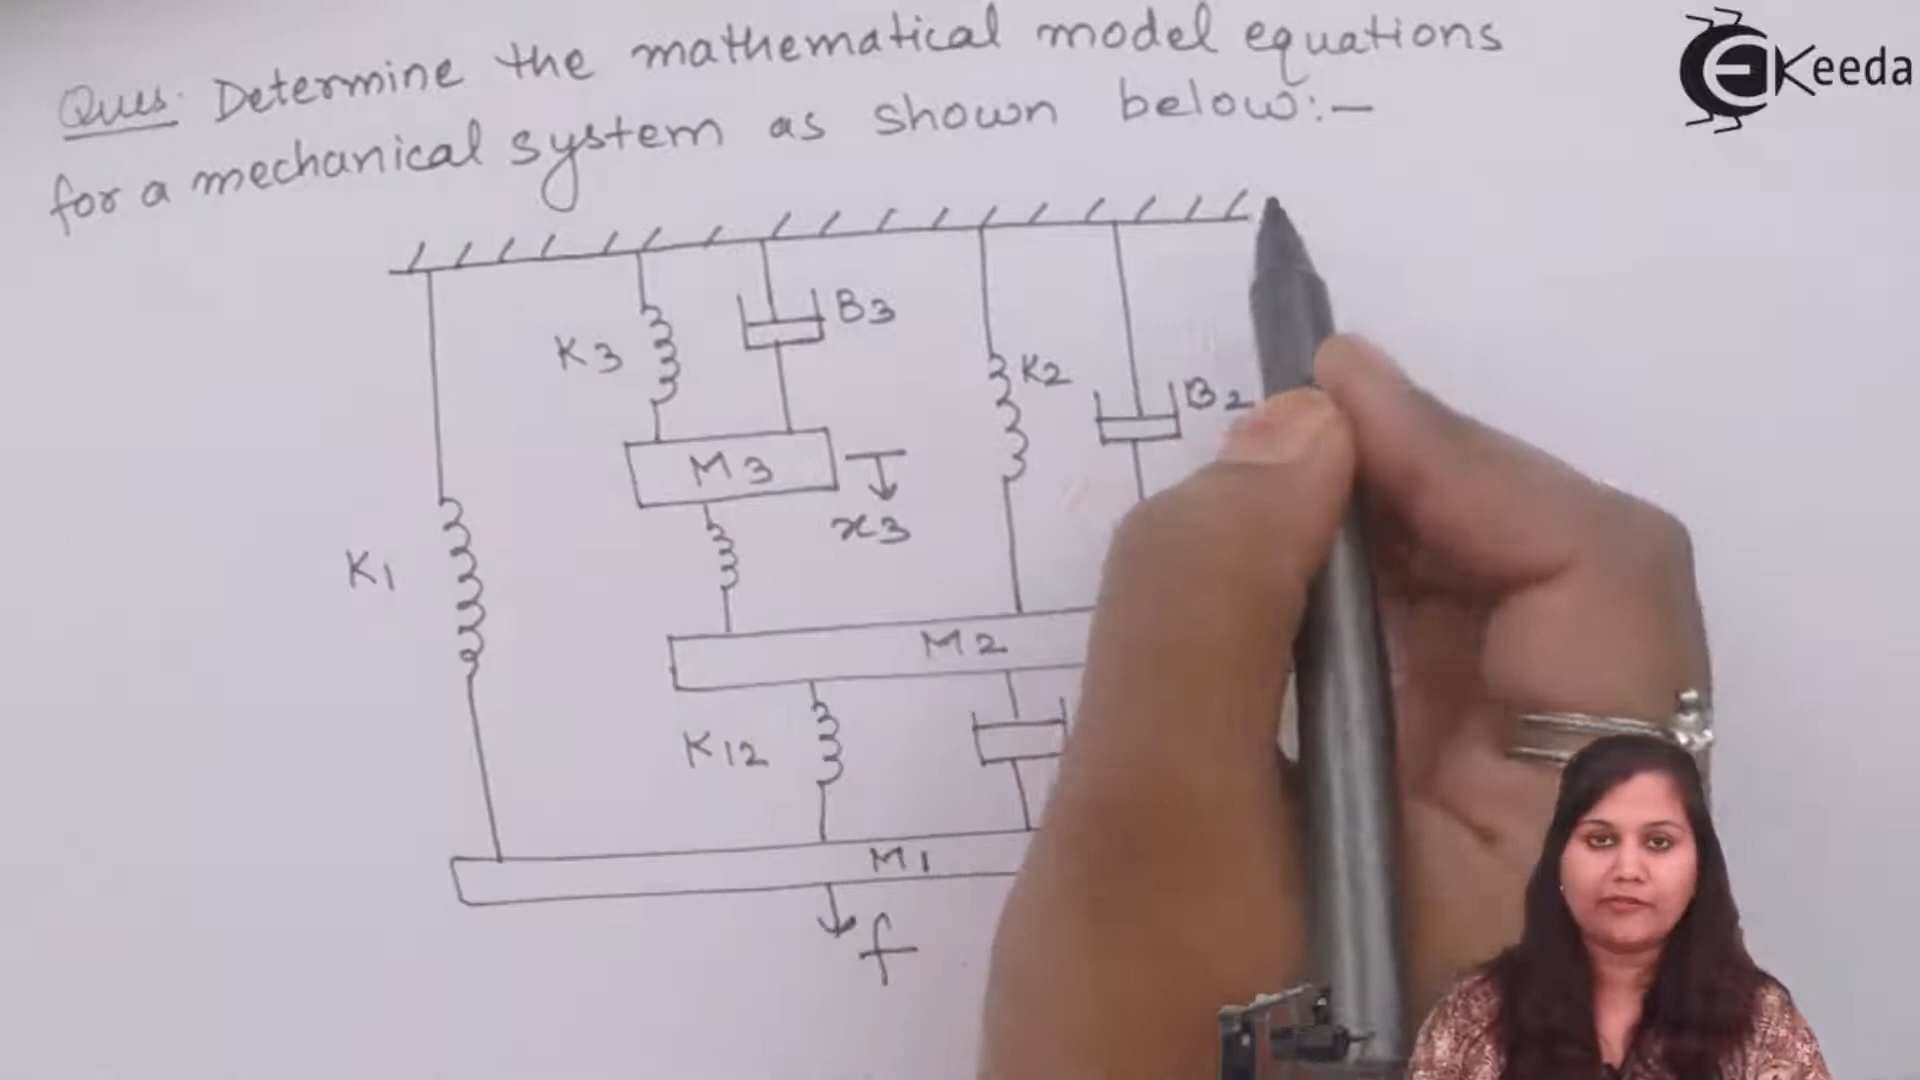 Ques. Determine the mathematical model equations
for a mechanical system as shown below:-
EKeeda
B3
K3
K2
B2
M3
x3
K1
M2
K12
M1
f